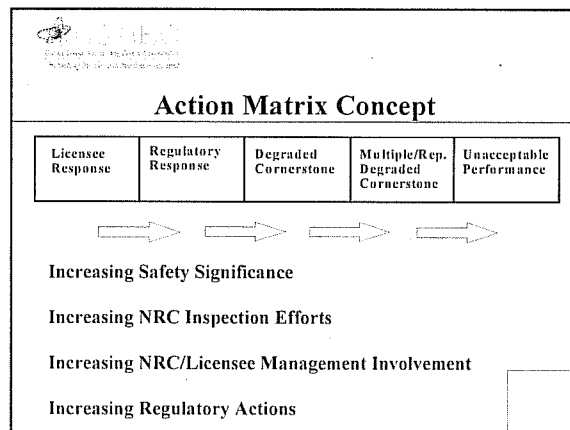 Action Matrix Concept
Licensee Response
Regulatory Response
Degraded Cornerstone
Multiple/Rep. Degraded Cornerstone
Unacceptable Performance
Increasing Safety Significance
Increasing NRC Inspection Efforts
Increasing NRC/Licensee Management Involvement
Increasing Regulatory Actions